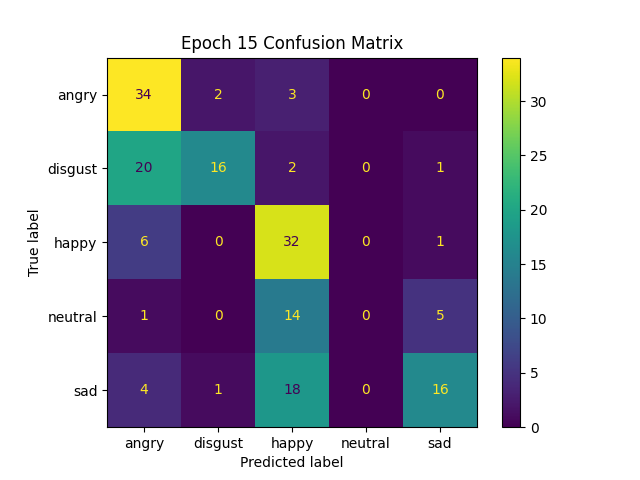 Epoch 15 Confusion Matrix
True label
angry 34 2 3 0 0
disgust 20 16 2 0 1
happy 6 0 32 0 1
neutral 1 0 14 0 5
sad 4 1 18 0 16
angry disgust happy neutral sad
Predicted label
30
25
20
15
10
5
0